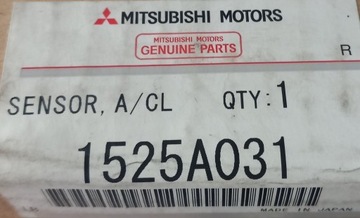 MITSUBISHI MOTORS
MITSUBISHI MOTORS
GENUINE PARTS
R
SENSOR, A/CL QTY:1
1525A031
MADE IN JAPAN